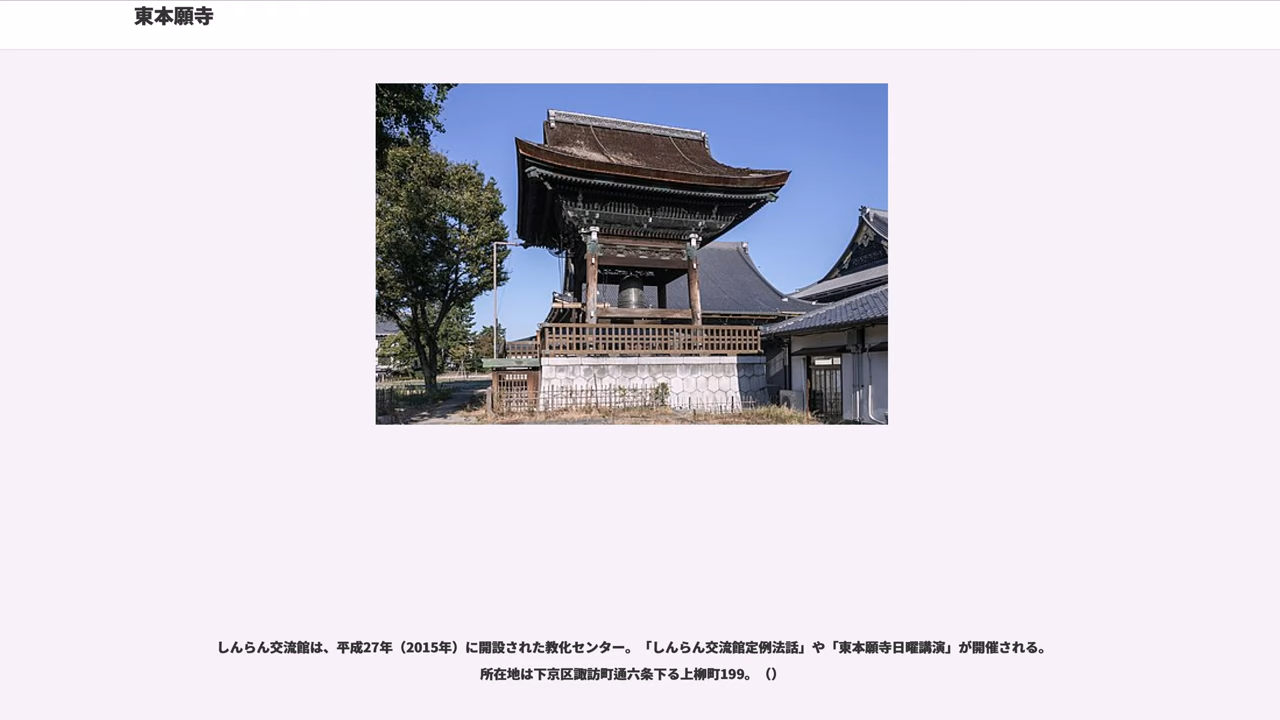 東本願寺
しんらん交流館は、平成27年（2015年）に開設された教化センター。「しんらん交流館定例法話」や「東本願寺日曜講演」が開催される。
所在地は下京区諏訪町通六条下る上柳町199。（）